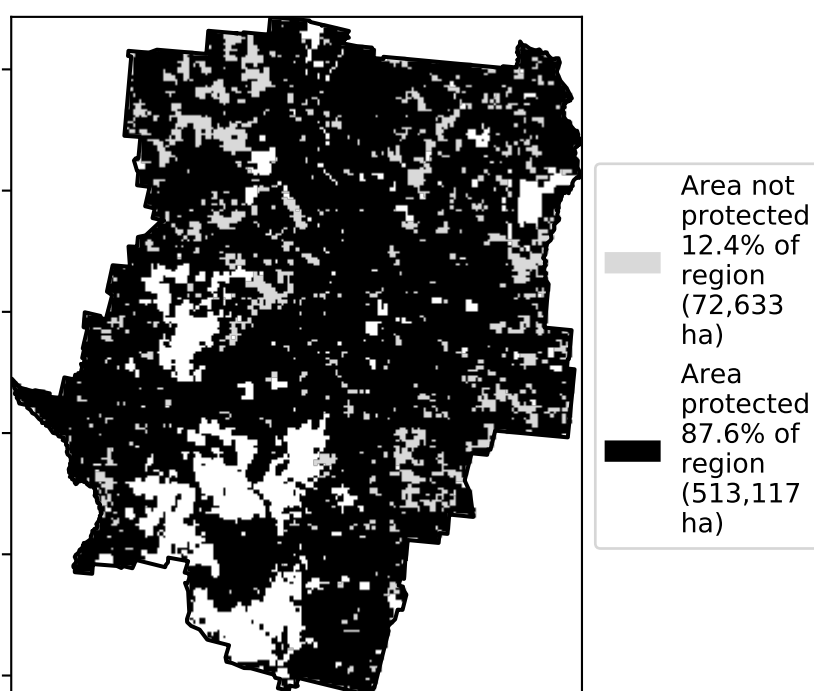 Area not
protected
12.4% of
region
(72,633
ha)
Area
protected
87.6% of
region
(513,117
ha)